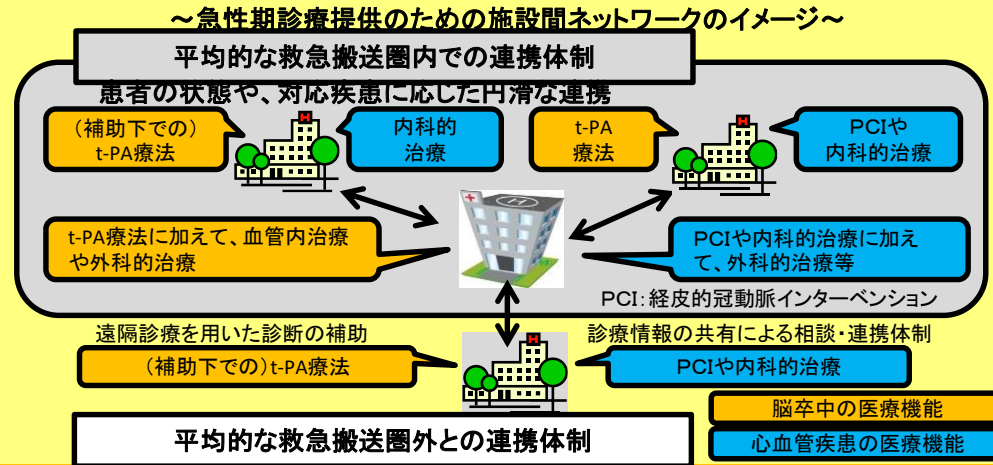 ～急性期診療提供のための施設間ネットワークのイメージ～
平均的な救急搬送圏内での連携体制
患者の状態や、対応疾患に応じた円滑な連携
（補助下での）
t-PA療法
内科的
治療
t-PA
療法
PCIや
内科的治療
t-PA療法に加えて、血管内治療
や外科的治療
PCIや内科的治療に加え
て、外科的治療等
PCI：経皮的冠動脈インターベンション
遠隔診療を用いた診断の補助
診療情報の共有による相談・連携体制
（補助下での）t-PA療法
PCIや内科的治療
脳卒中の医療機能
平均的な救急搬送圏外との連携体制
心血管疾患の医療機能
H
H
H
H